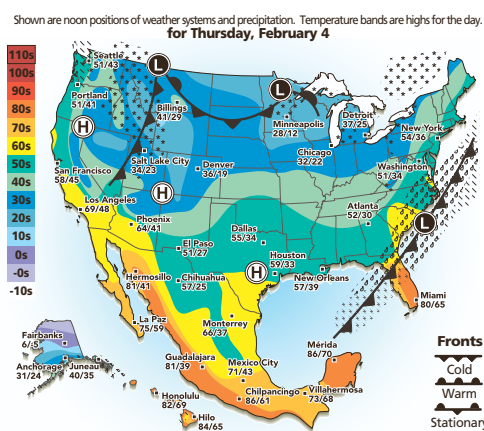 Shown are noon positions of weather systems and precipitation. Temperature bands are highs for the day.
for Thursday, February 4
110s
100s
90s
80s
70s
60s
50s
40s
30s
20s
10s
0s
-0s
-10s
Seattle
51/43
Portland
51/41
H
L
Billings
41/29
L
Minneapolis
28/12
Detroit
37/25
New York
54/36
Chicago
32/22
Washington
51/34
Salt Lake City
34/23
Denver
36/19
San Francisco
58/45
H
Los Angeles
69/48
Phoenix
64/41
Atlanta
52/30
L
Dallas
55/34
El Paso
51/27
Houston
59/33
H
New Orleans
57/39
Hermosillo
81/41
Chihuahua
57/25
Miami
80/65
La Paz
75/59
Monterrey
66/37
Mérida
86/70
Fairbanks
6/-5
Anchorage
31/24
Juneau
40/35
Guadalajara
81/39
Mexico City
71/43
Honolulu
82/69
Chilpancingo
86/61
Villahermosa
73/68
Hilo
84/65
Fronts
Cold
Warm
Stationary